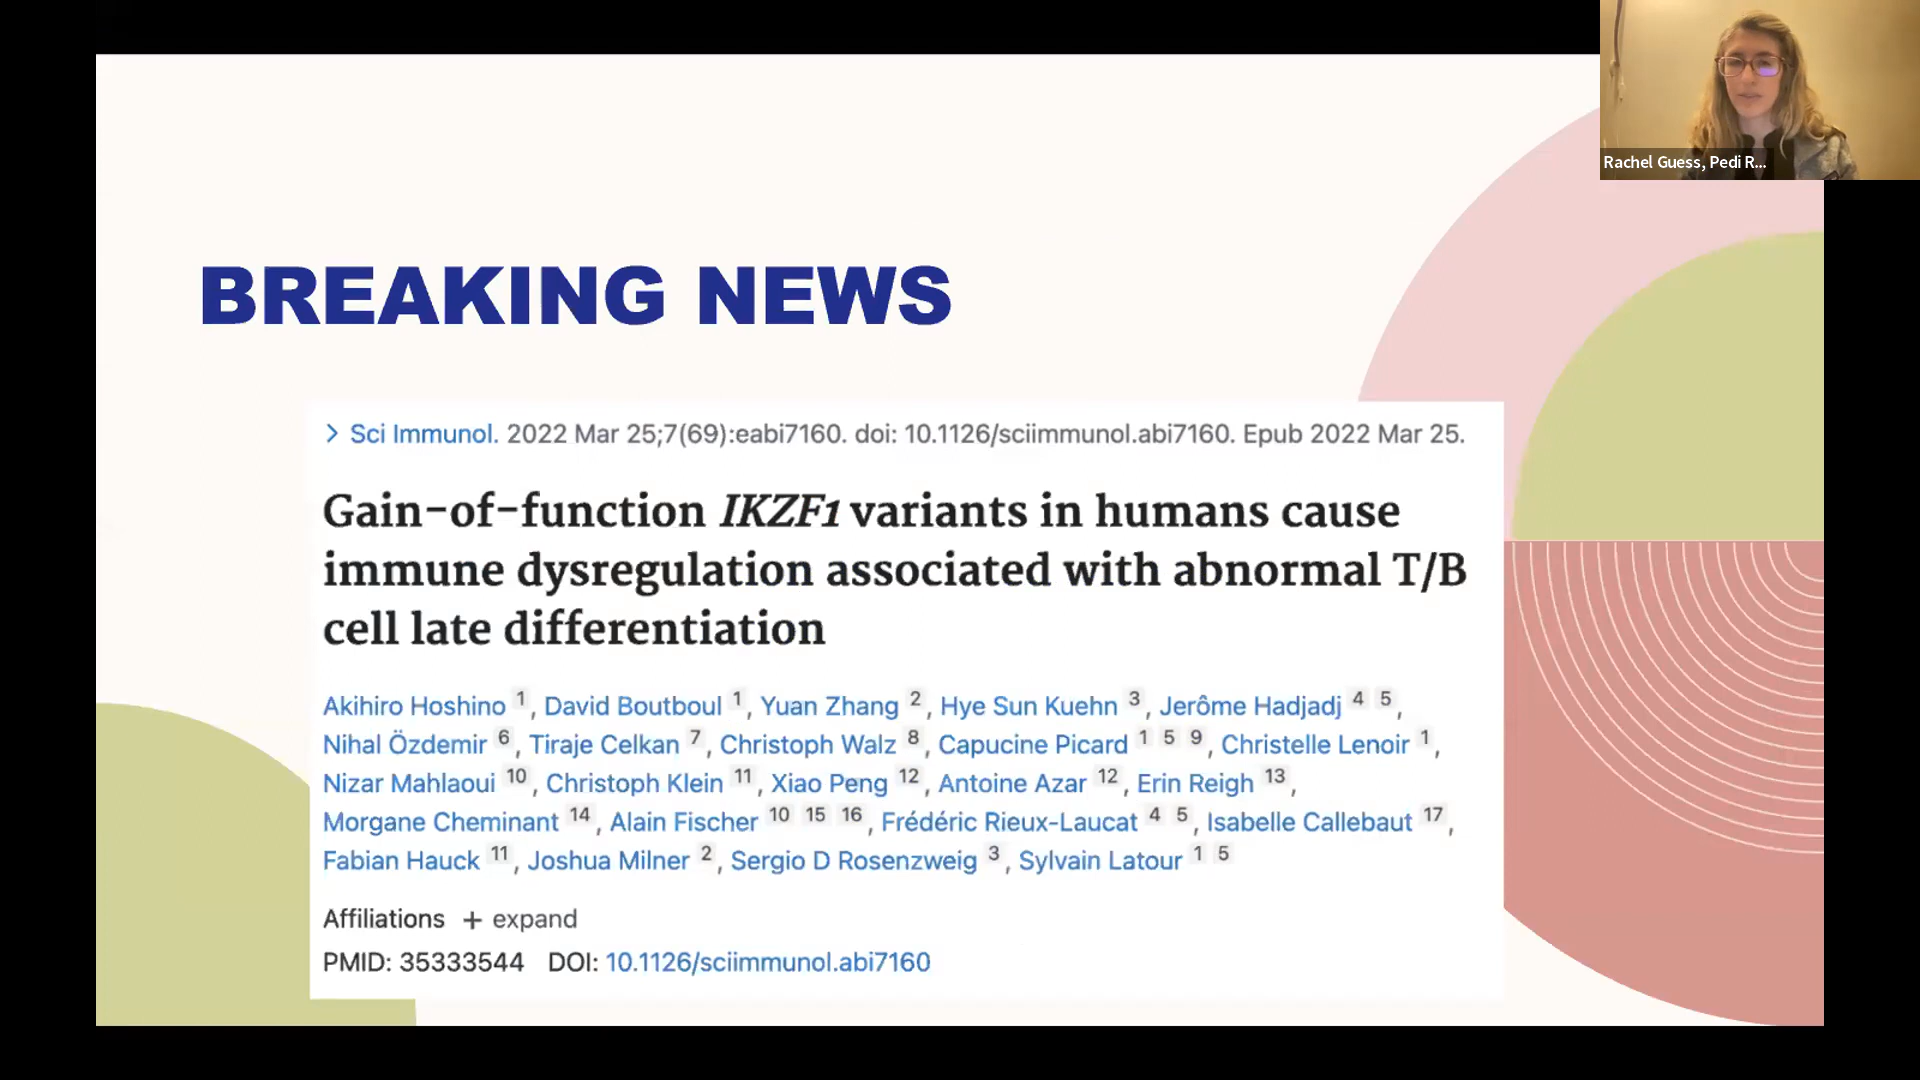 Rachel Guess, Pedi R...
BREAKING NEWS
> Sci Immunol. 2022 Mar 25;7(69):eabi7160. doi: 10.1126/sciimmunol.abi7160. Epub 2022 Mar 25.
Gain-of-function IKZF1 variants in humans cause
immune dysregulation associated with abnormal T/B
cell late differentiation
Akihiro Hoshino 1, David Boutboul 1, Yuan Zhang 2, Hye Sun Kuehn 3, Jerôme Hadjadj 4 5,
Nihal Özdemir 6, Tiraje Celkan 7, Christoph Walz 8, Capucine Picard 1 5 9, Christelle Lenoir 1,
Nizar Mahlaoui 10, Christoph Klein 11, Xiao Peng 12, Antoine Azar 12, Erin Reigh 13,
Morgane Cheminant 14, Alain Fischer 10 15 16, Frédéric Rieux-Laucat 4 5, Isabelle Callebaut 17,
Fabian Hauck 11, Joshua Milner 2, Sergio D Rosenzweig 3, Sylvain Latour 1 5
Affiliations + expand
PMID: 35333544 DOI: 10.1126/sciimmunol.abi7160